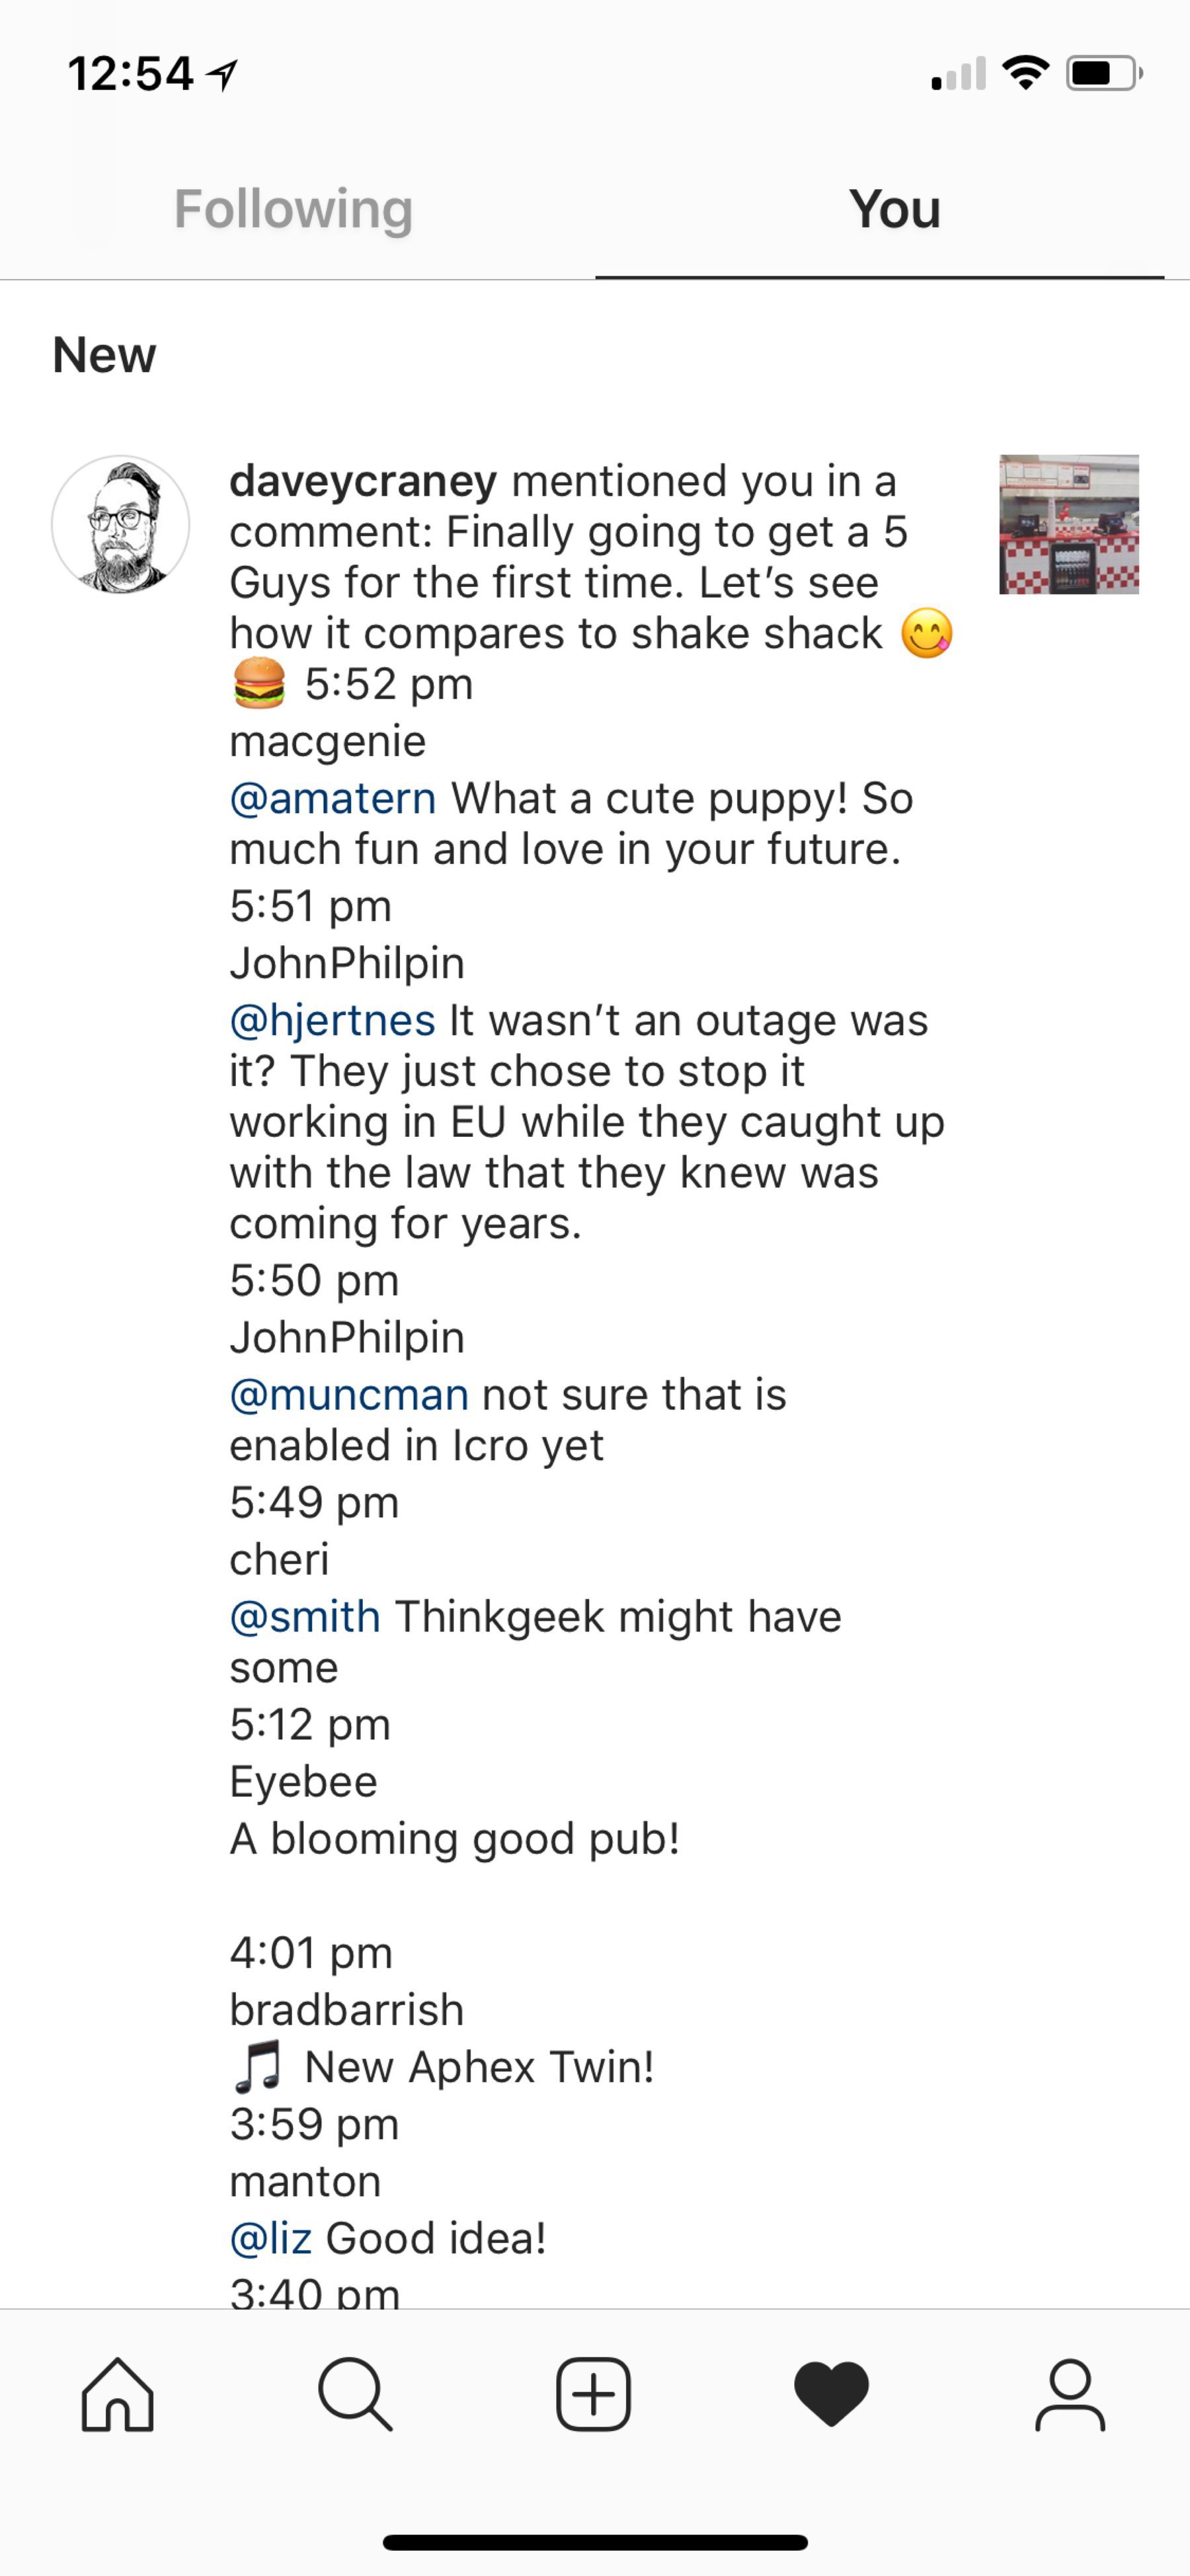 12:54
Following
You
New
daveycraney mentioned you in a
comment: Finally going to get a 5
Guys for the first time. Let’s see
how it compares to shake shack 😋
🍔 5:52 pm
macgenie
@amatern What a cute puppy! So
much fun and love in your future.
5:51 pm
JohnPhilpin
@hjertnes It wasn’t an outage was
it? They just chose to stop it
working in EU while they caught up
with the law that they knew was
coming for years.
5:50 pm
JohnPhilpin
@muncman not sure that is
enabled in Icro yet
5:49 pm
cheri
@smith Thinkgeek might have
some
5:12 pm
Eyebee
A blooming good pub!
4:01 pm
bradbarrish
🎵 New Aphex Twin!
3:59 pm
manton
@liz Good idea!
3:40 pm